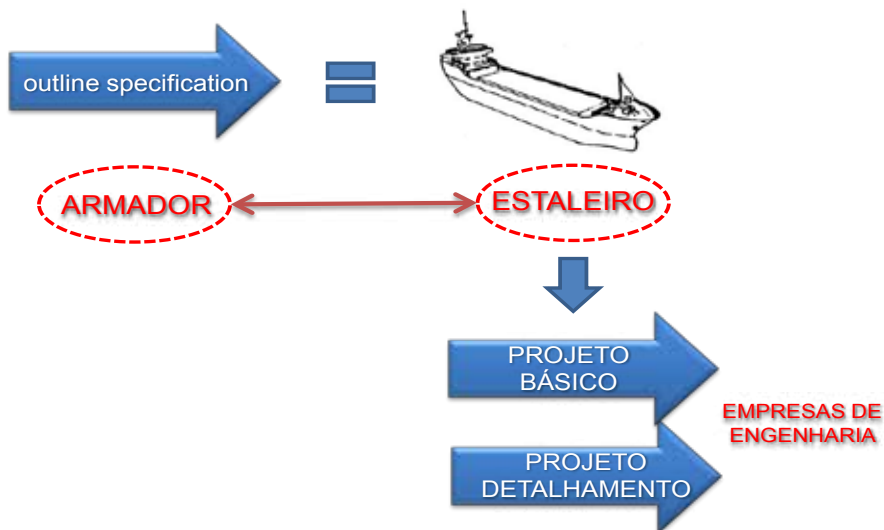 outline specification
ARMADOR
ESTALEIRO
PROJETO
BÁSICO
EMPRESAS DE
ENGENHARIA
PROJETO
DETALHAMENTO